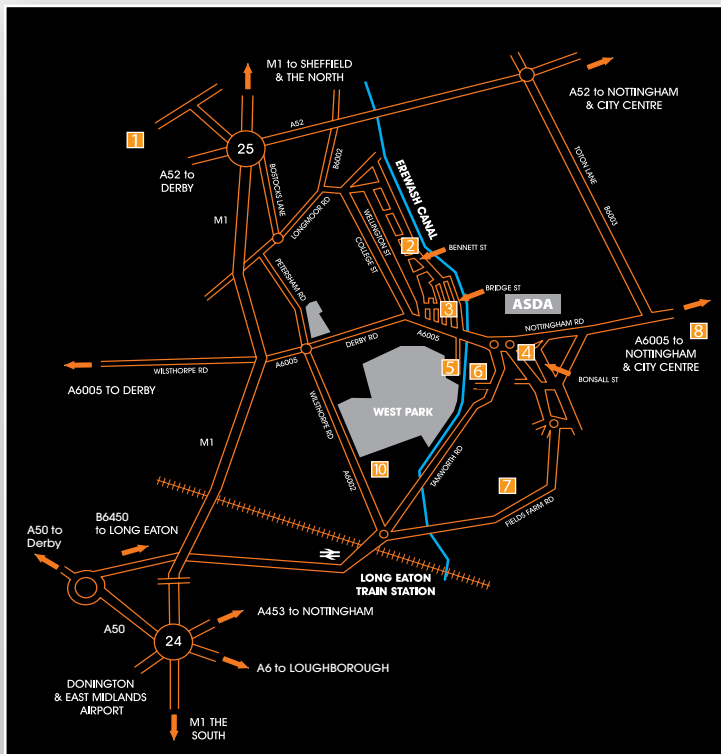 M1 to SHEFFIELD
& THE NORTH
A52 to NOTTINGHAM
& CITY CENTRE
1
25
A52
A52 to
DERBY
BOSTOCKS LANE
B6002
LONGMOOR RD
EREWASH CANAL
TOTON LANE
B6003
M1
WELLINGTON ST
COLLEGE ST
2
BENNETT ST
PETERSHAM RD
BRIDGE ST
3
ASDA
NOTTINGHAM RD
8
A6005 to
NOTTINGHAM
& CITY CENTRE
DERBY RD
A6005
A6005
WILSTHORPE RD
A6005 TO DERBY
4
5
6
BONSALL ST
WEST PARK
WILSTHORPE RD
A6002
10
TAMWORTH RD
M1
7
FIELDS FARM RD
B6450
to LONG EATON
A50 to
Derby
LONG EATON
TRAIN STATION
A50
24
A453 to NOTTINGHAM
A6 to LOUGHBOROUGH
DONINGTON
& EAST MIDLANDS
AIRPORT
M1 THE
SOUTH